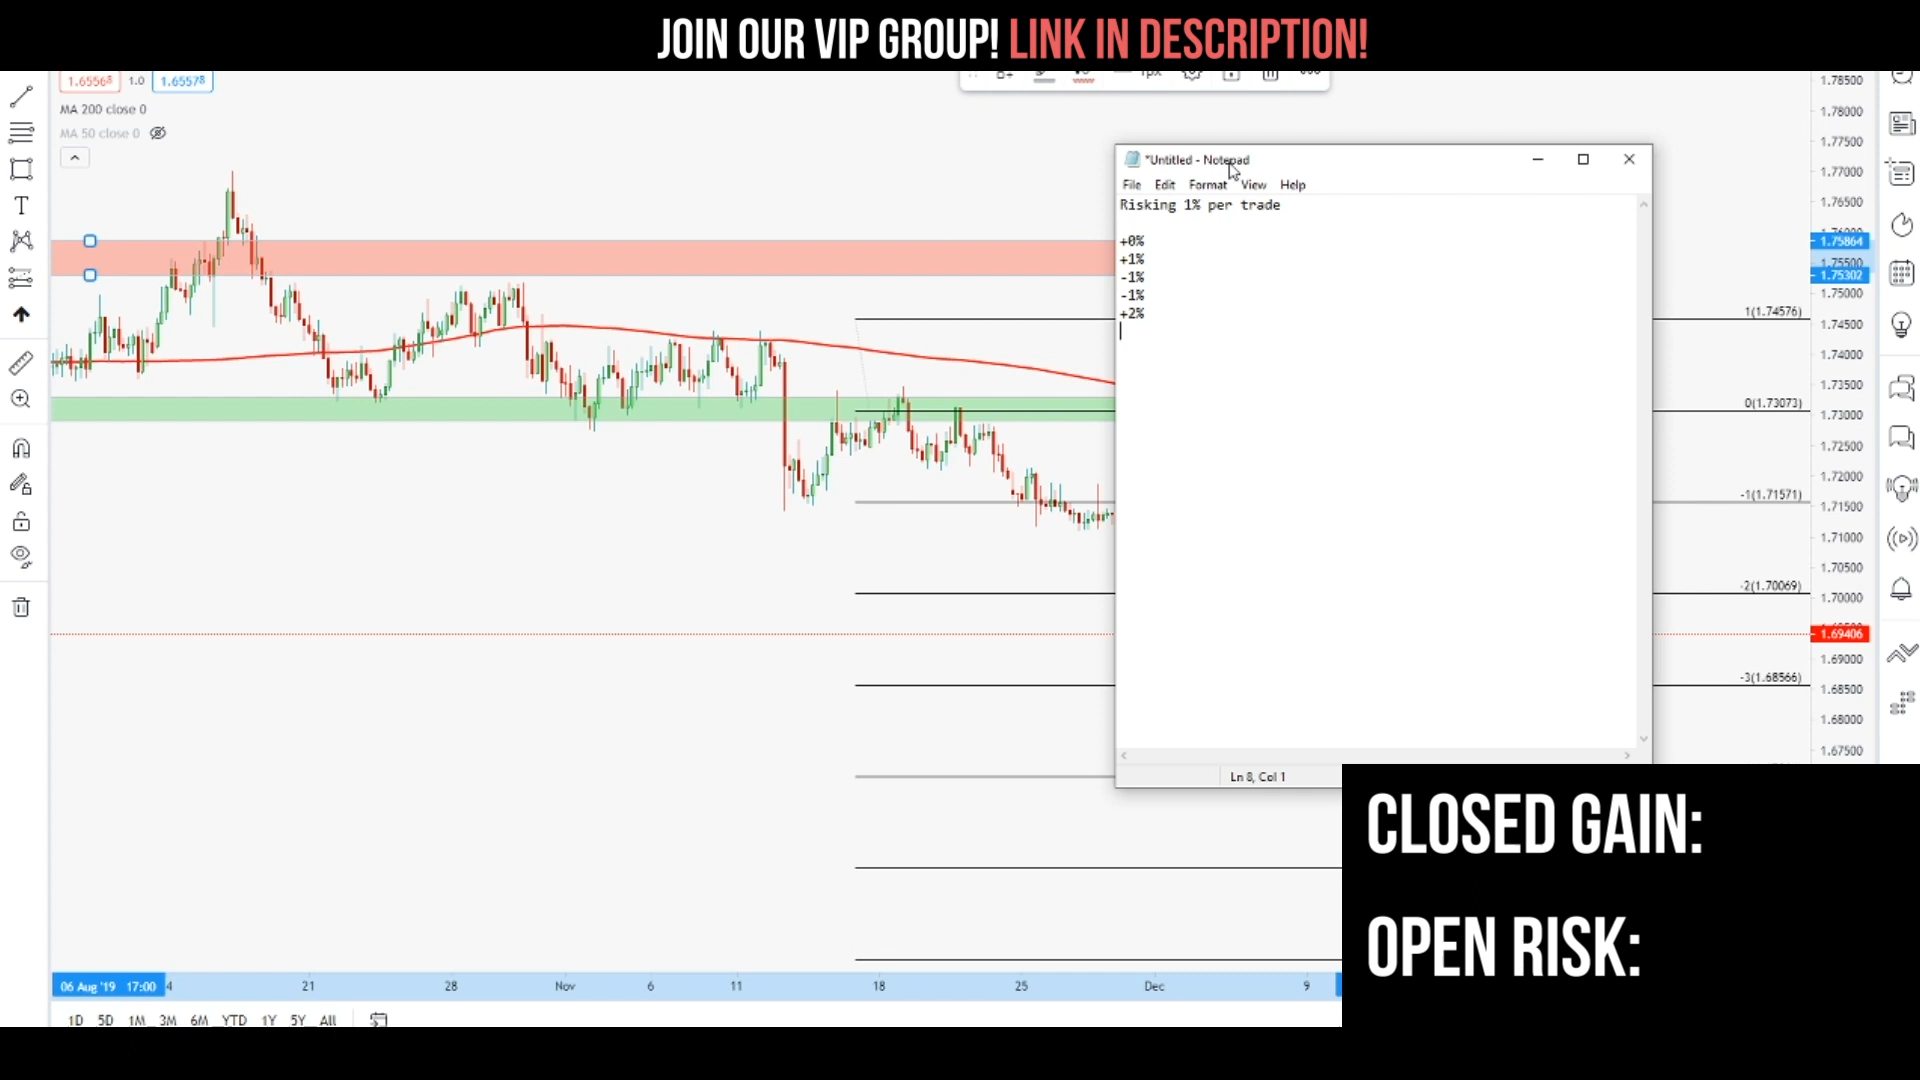 JOIN OUR VIP GROUP! LINK IN DESCRIPTION!
1.65568 1.0 1.65578
MA 200 close 0
MA 50 close 0
*Untitled - Notepad
File Edit Format View Help
Risking 1% per trade
+0%
+1%
-1%
-1%
+2%
Ln 8, Col 1
1(1.74576)
0(1.73073)
-1(1.71571)
-2(1.70069)
-3(1.68566)
1.78500
1.78000
1.77500
1.77000
1.76500
1.75864
1.75500
1.75302
1.75000
1.74500
1.74000
1.73500
1.73000
1.72500
1.72000
1.71500
1.71000
1.70500
1.70000
1.69406
1.69000
1.68500
1.68000
1.67500
CLOSED GAIN:
OPEN RISK:
06 Aug '19 17:00 4 21 28 Nov 6 11 18 25 Dec 9
1D 5D 1M 3M 6M YTD 1Y 5Y All